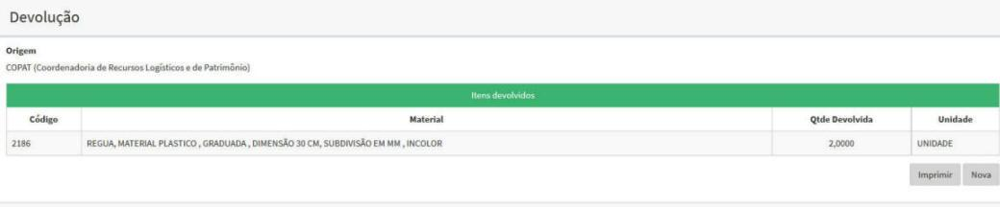 Devolução
Origem
COPAT (Coordenadoria de Recursos Logísticos e de Patrimônio)
Itens devolvidos
Código Material Qtde Devolvida Unidade
2186 REGUA, MATERIAL PLASTICO , GRADUADA , DIMENSÃO 30 CM, SUBDIVISÃO EM MM , INCOLOR 2,0000 UNIDADE
Imprimir Nova